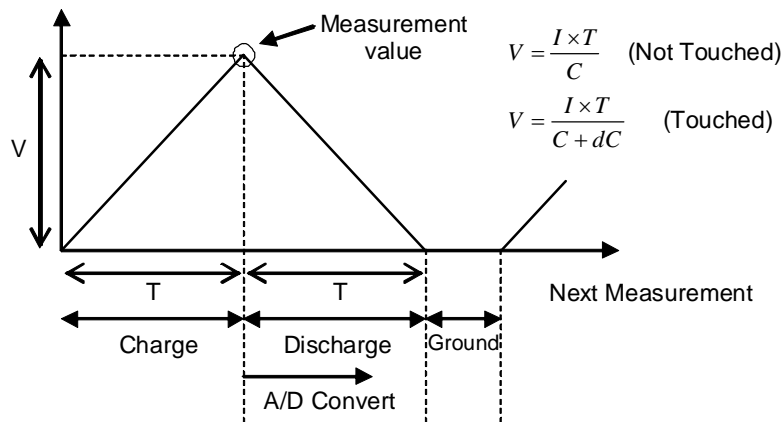 Measurement
value
V = I × T / C (Not Touched)
V = I × T / C + dC (Touched)
V
T T
Next Measurement
Charge Discharge Ground
A/D Convert